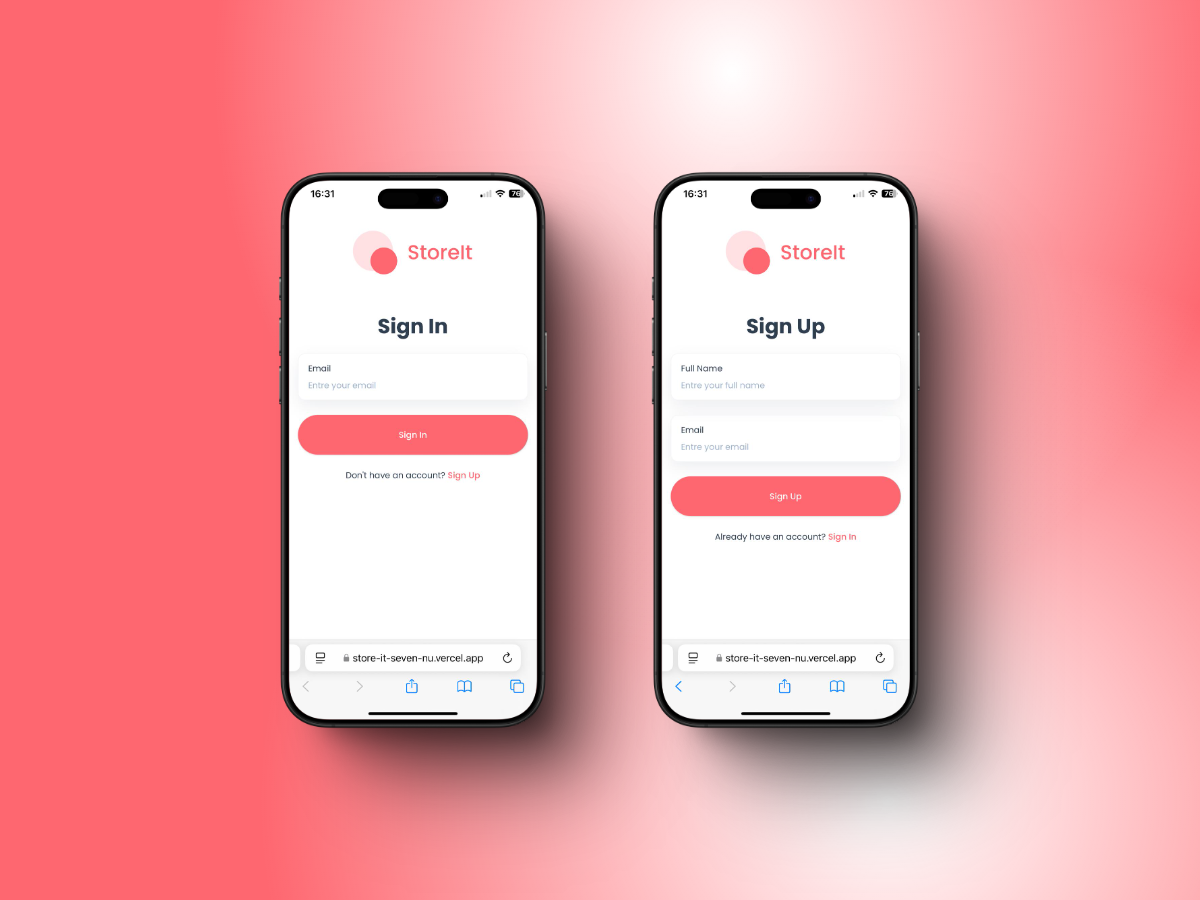 16:31
76
StoreIt
Sign In
Email
Entre your email
Sign In
Don't have an account? Sign Up
store-it-seven-nu.vercel.app
16:31
76
StoreIt
Sign Up
Full Name
Entre your full name
Email
Entre your email
Sign Up
Already have an account? Sign In
store-it-seven-nu.vercel.app